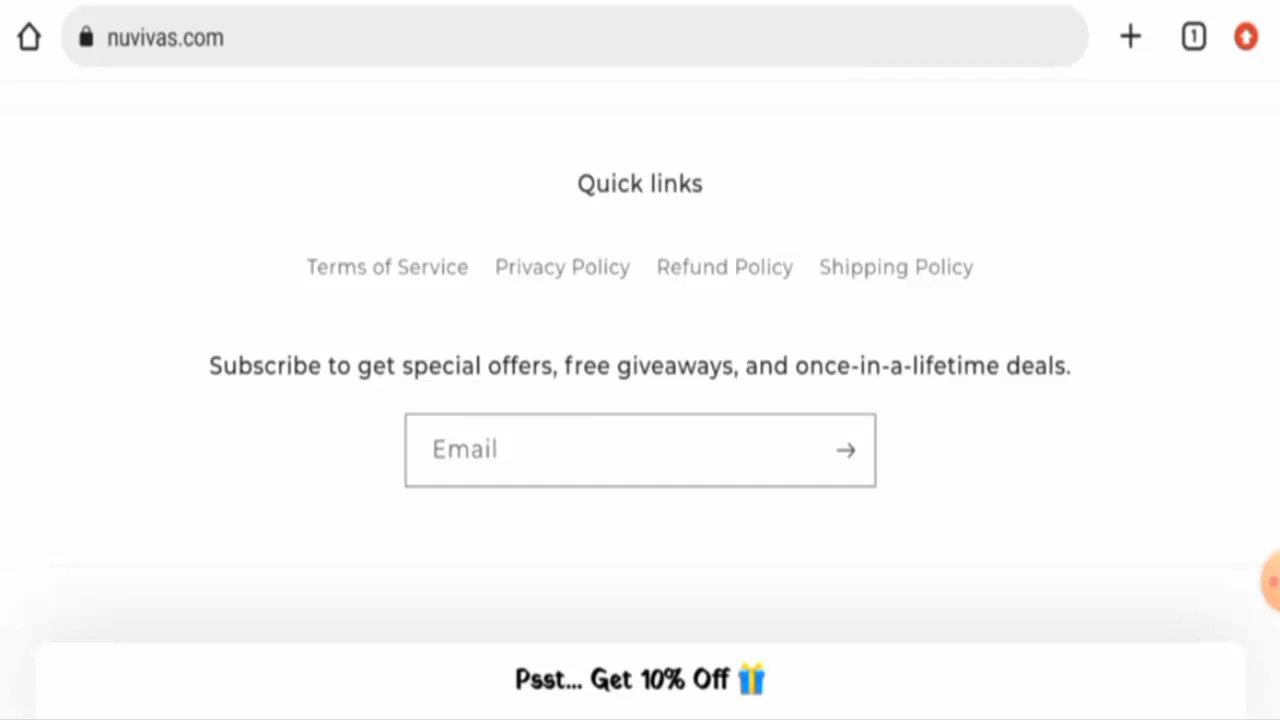 nuvivas.com
1
Quick links
Terms of Service Privacy Policy Refund Policy Shipping Policy
Subscribe to get special offers, free giveaways, and once-in-a-lifetime deals.
Email
Psst... Get 10% Off